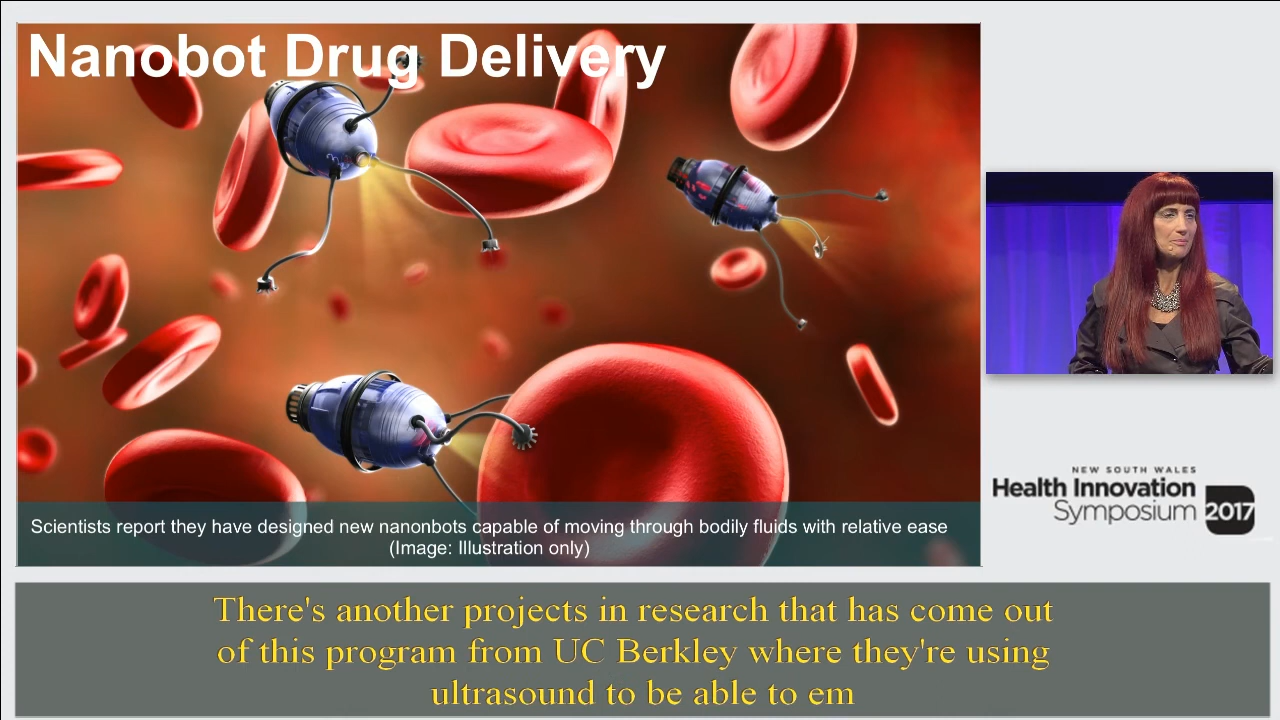 Nanobot Drug Delivery
Scientists report they have designed new nanonbots capable of moving through bodily fluids with relative ease
(Image: Illustration only)
NEW SOUTH WALES
Health Innovation
Symposium 2017
There's another projects in research that has come out
of this program from UC Berkley where they're using
ultrasound to be able to em